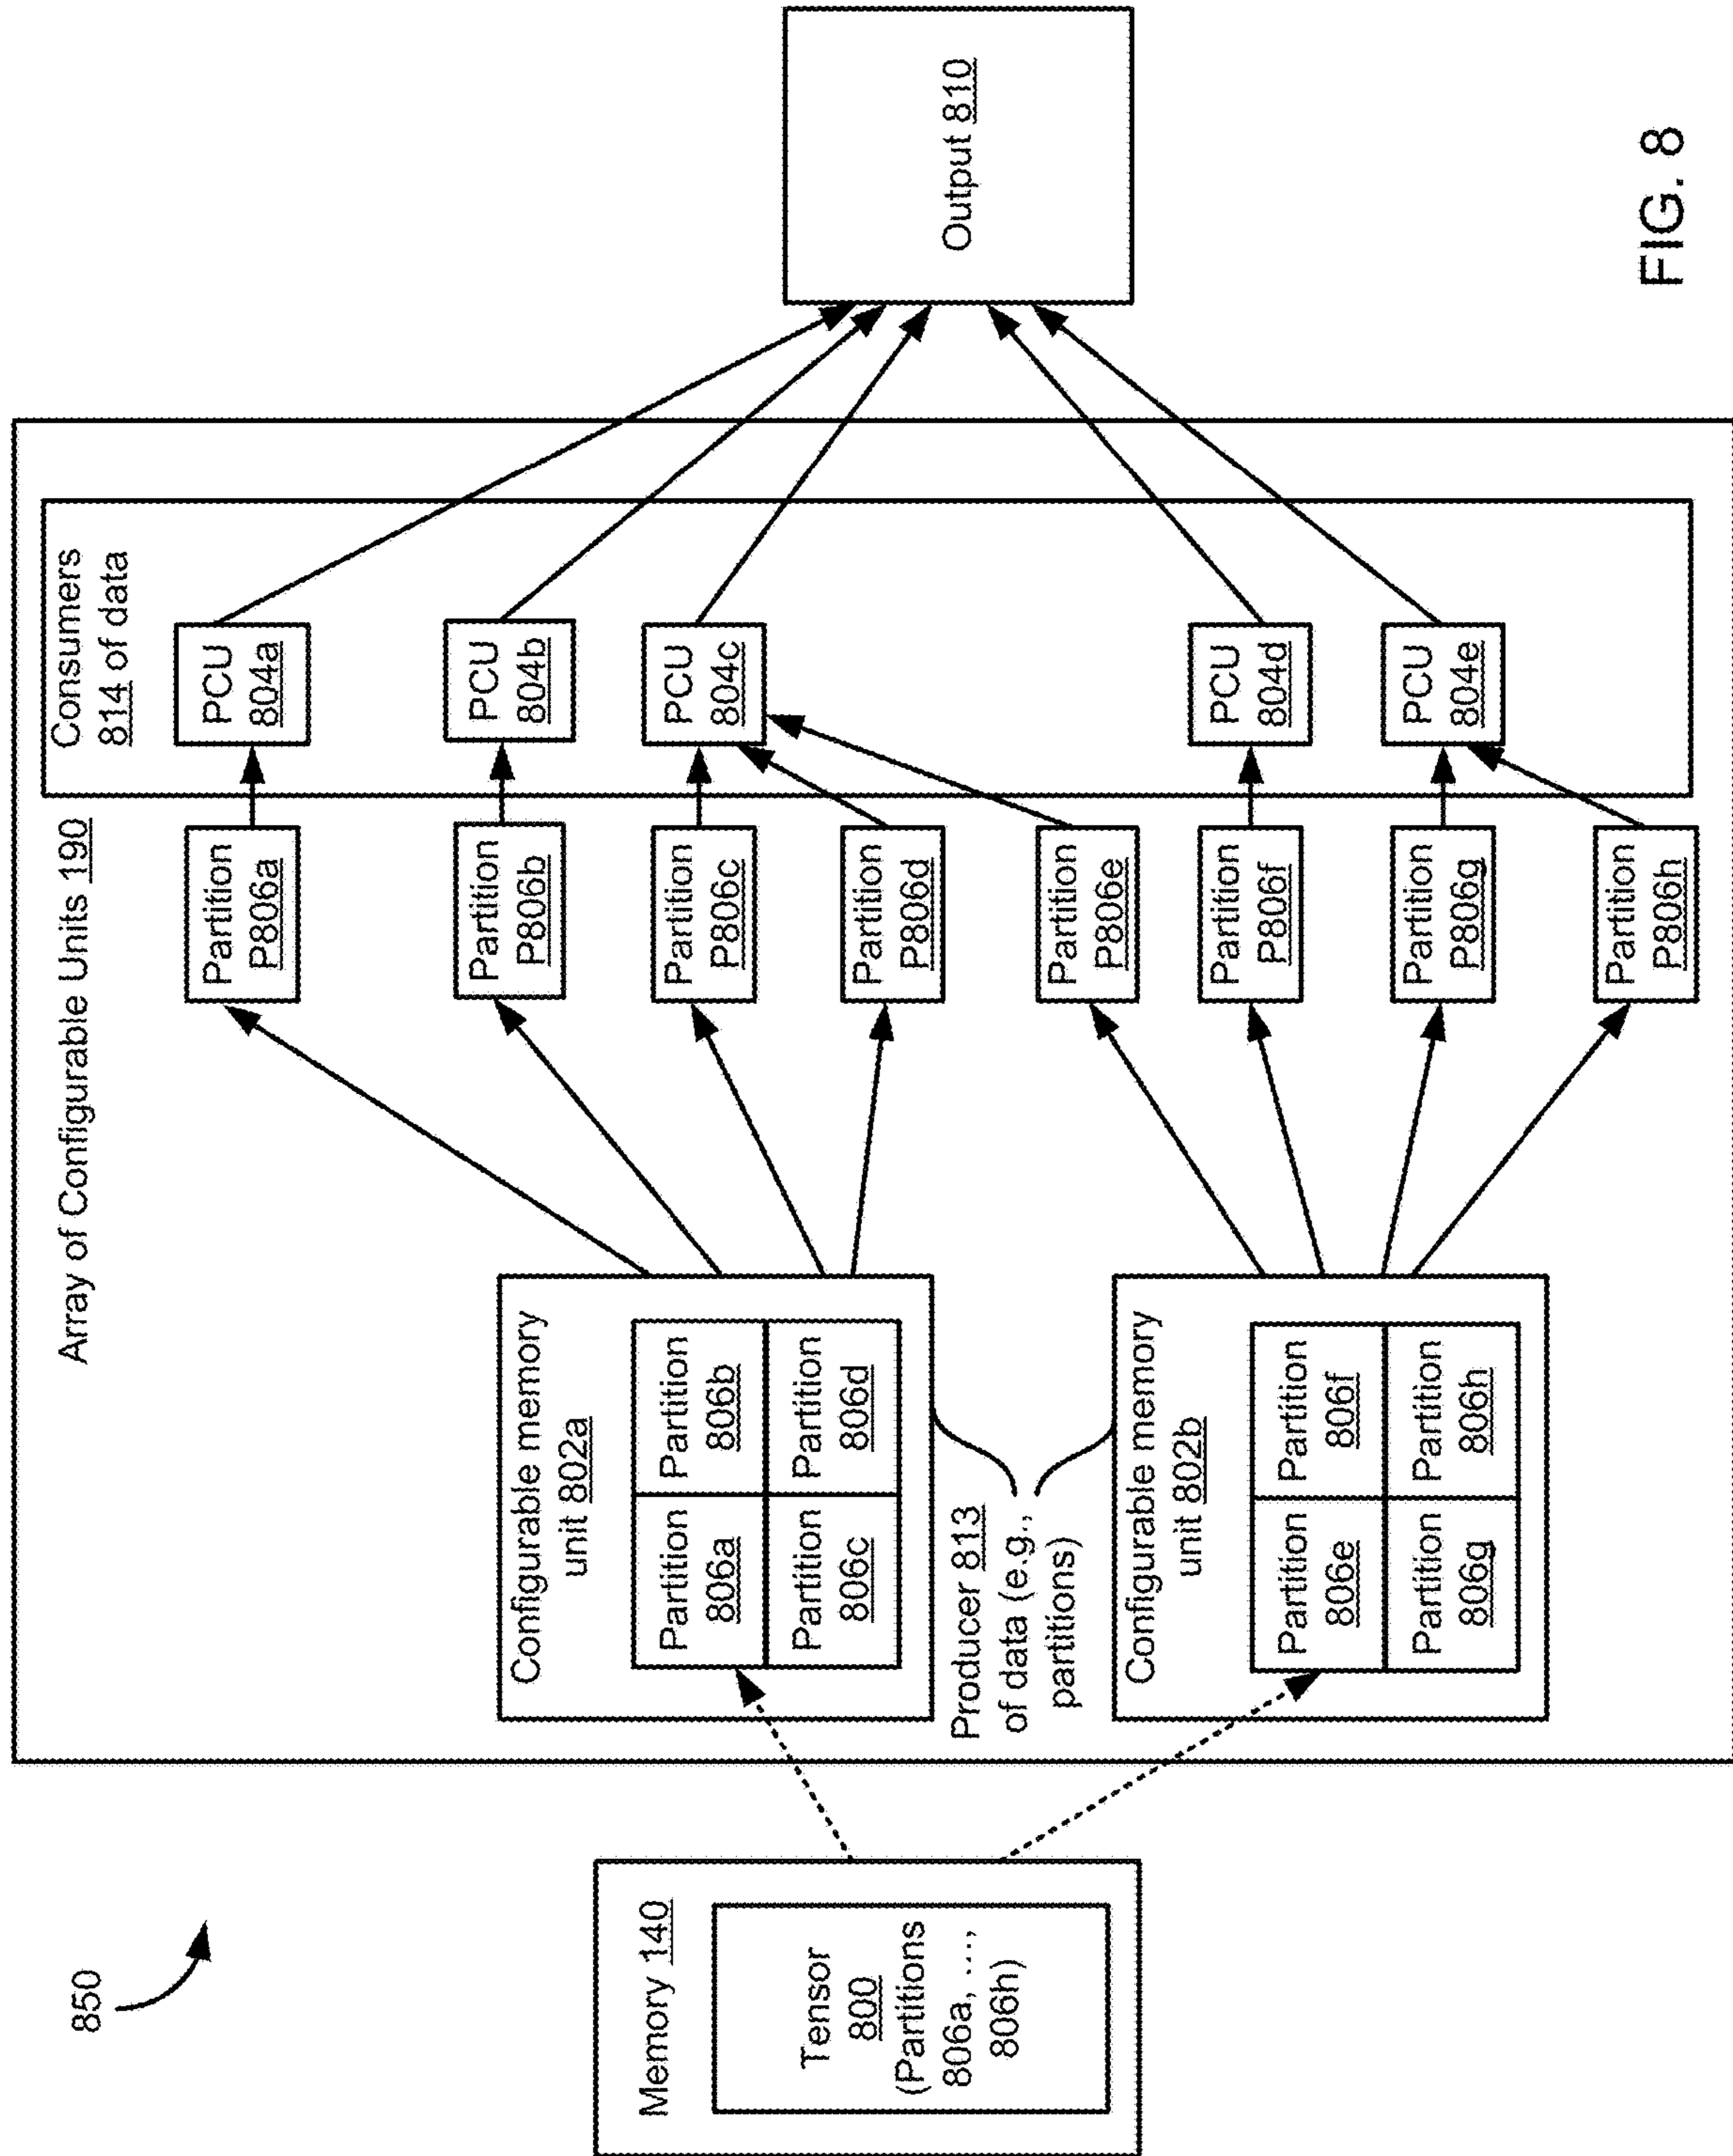 850
Memory 140
Tensor
800
(Partitions
806a, ...,
806h)
Array of Configurable Units 190
Configurable memory
unit 802a
Partition
806a
Partition
806b
Partition
806c
Partition
806d
Producer 813
of data (e.g.,
partitions)
Configurable memory
unit 802b
Partition
806e
Partition
806f
Partition
806g
Partition
806h
Partition
P806a
Partition
P806b
Partition
P806c
Partition
P806d
Partition
P806e
Partition
P806f
Partition
P806g
Partition
P806h
Consumers
814 of data
PCU
804a
PCU
804b
PCU
804c
PCU
804d
PCU
804e
Output 810
FIG. 8